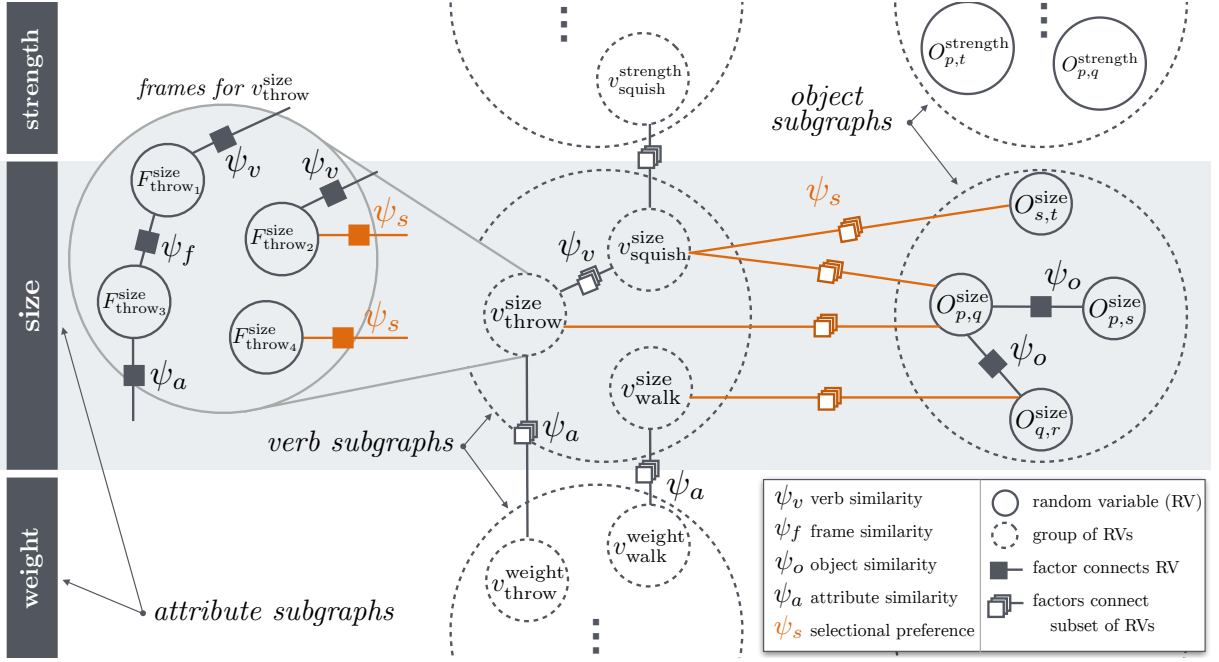 strength
size
weight
frames for v^size_throw
ψ_v
ψ_v
F^size_throw₁
F^size_throw₂
ψ_s
ψ_f
F^size_throw₃
F^size_throw₄
ψ_s
ψ_a
v^strength_squish
O^strength_p,t
O^strength_p,q
object
subgraphs
ψ_s
O^size_s,t
ψ_v
v^size_squish
v^size_throw
O^size_p,q
ψ_o
O^size_p,s
ψ_o
v^size_walk
O^size_q,r
verb subgraphs
ψ_a
ψ_a
v^weight_walk
v^weight_throw
attribute subgraphs
ψ_v verb similarity
ψ_f frame similarity
ψ_o object similarity
ψ_a attribute similarity
ψ_s selectional preference
random variable (RV)
group of RVs
factor connects RV
factors connect
subset of RVs